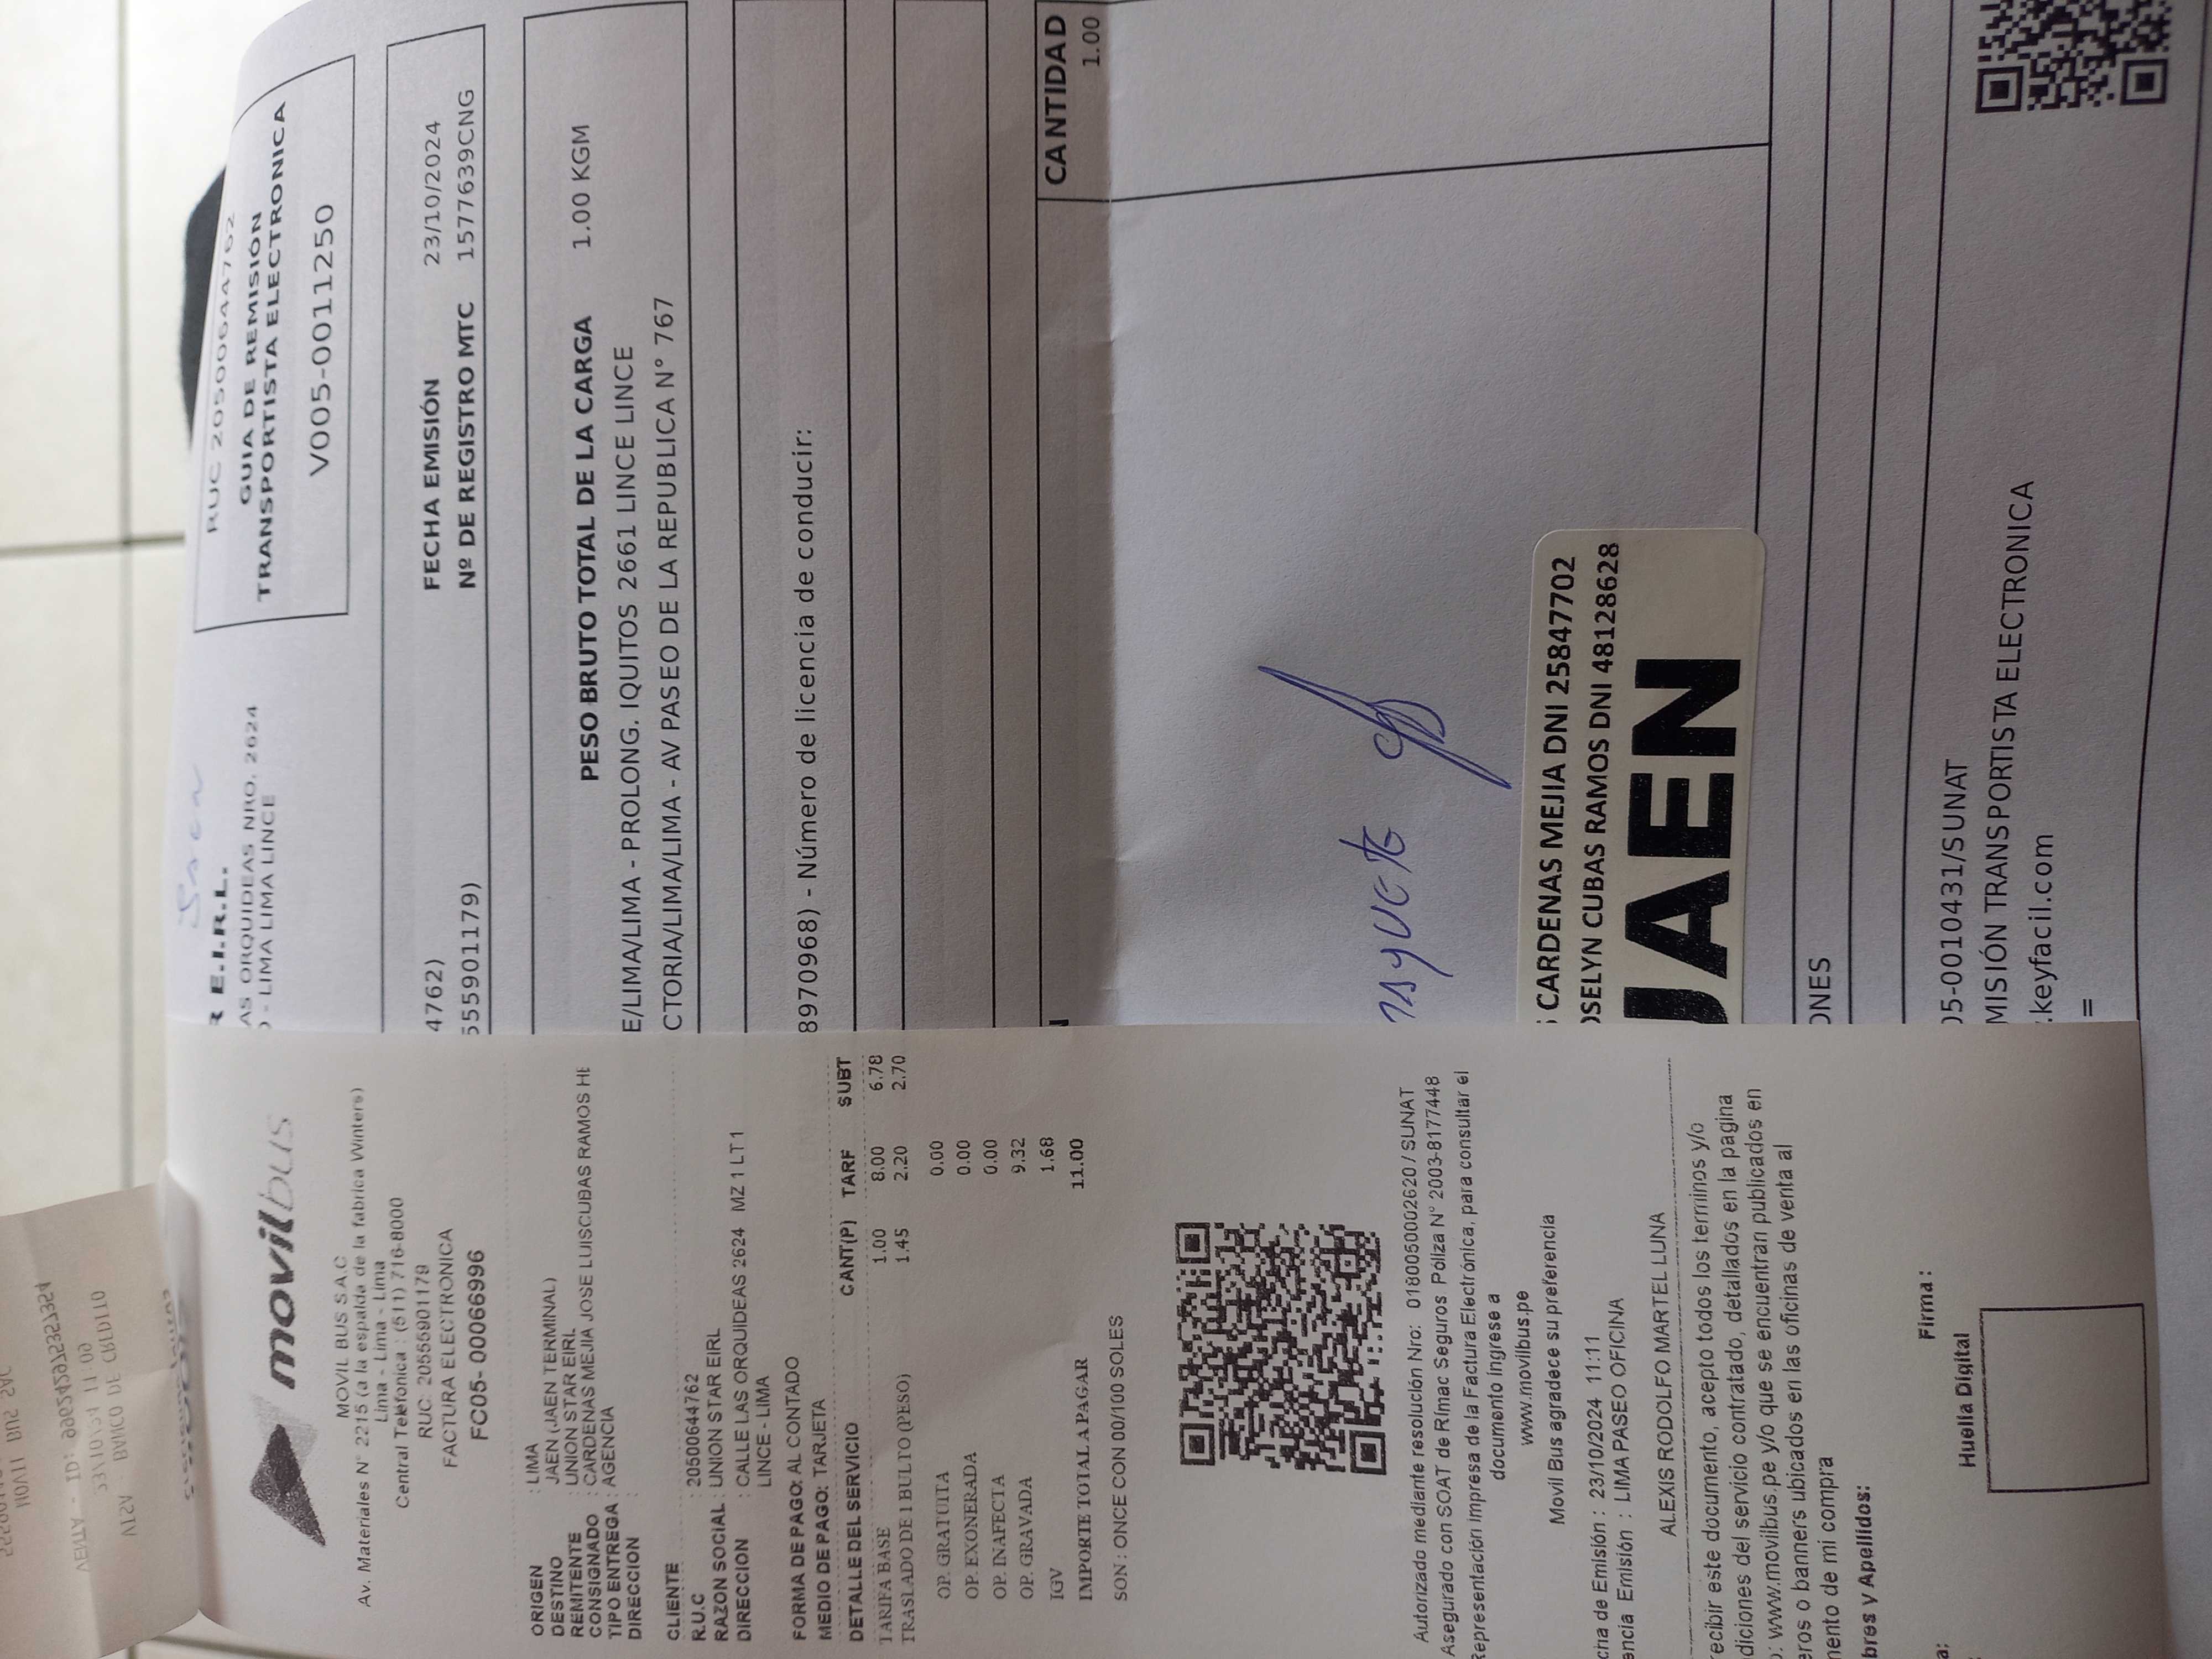 movilbus
MOVIL BUS S.A.C
Av. Materiales N° 2215 (a la espalda de la fabrica Winters)
Lima - Lima - Lima
Central Telefonica : (511) 716-8000
RUC: 20555901179
FACTURA ELECTRONICA
FC05- 00066996
ORIGEN : LIMA
DESTINO JAEN (JAEN TERMINAL)
REMITENTE : UNION STAR EIRL
CONSIGNADO : CARDENAS MEJIA JOSE LUISCUBAS RAMOS HE
TIPO ENTREGA : AGENCIA
DIRECCION :
CLIENTE
R.U.C : 20500644762
RAZON SOCIAL : UNION STAR EIRL
DIRECCION : CALLE LAS ORQUIDEAS 2624 MZ 1 LT 1
LINCE - LIMA
FORMA DE PAGO: AL CONTADO
MEDIO DE PAGO: TARJETA
DETALLE DEL SERVICIO CANT(P) TARF SUBT
TARIFA BASE 1.00 8.00 6.78
TRASLADO DE 1 BULTO (PESO) 1.45 2.20 2.70
OP. GRATUITA 0.00
OP. EXONERADA 0.00
OP. INAFECTA 0.00
OP. GRAVADA 9.32
IGV 1.68
IMPORTE TOTAL A PAGAR 11.00
SON : ONCE CON 00/100 SOLES
Autorizado mediante resolución Nro: 0180050002620 / SUNAT
Asegurado con SOAT de Rímac Seguros Póliza N° 2003-8177448
Representación Impresa de la Factura Electrónica, para consultar el
documento ingrese a
www.movilbus.pe
Movil Bus agradece su preferencia
cha de Emisión : 23/10/2024 11:11
encia Emisión : LIMA PASEO OFICINA
ALEXIS RODOLFO MARTEL LUNA
recibir este documento, acepto todos los terminos y/o
diciones del servicio contratado, detallados en la pagina
: www.movilbus.pe y/o que se encuentran publicados en
eros o banners ubicados en las oficinas de venta al
mento de mi compra
bres y Apellidos:
Firma :
Huella Digital
RUC 20500644762
GUIA DE REMISIÓN
TRANSPORTISTA ELECTRONICA
V005-0011250
R E.I.R.L.
AS ORQUIDEAS NRO. 2624
- LIMA LIMA LINCE
FECHA EMISIÓN 23/10/2024
4762) Nº DE REGISTRO MTC 1577639CNG
55901179)
PESO BRUTO TOTAL DE LA CARGA 1.00 KGM
E/LIMA/LIMA - PROLONG. IQUITOS 2661 LINCE LINCE
CTORIA/LIMA/LIMA - AV PASEO DE LA REPUBLICA N° 767
8970968) - Número de licencia de conducir:
CANTIDAD
1.00
CARDENAS MEJIA DNI 25847702
OSELYN CUBAS RAMOS DNI 48128628
JAEN
ONES
05-0010431/SUNAT
MISIÓN TRANSPORTISTA ELECTRONICA
.keyfacil.com
=